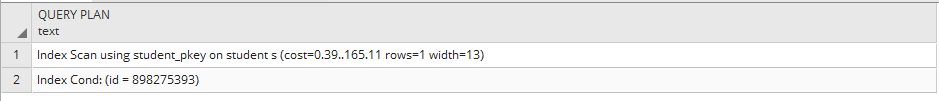 QUERY PLAN
text
1 Index Scan using student_pkey on student s (cost=0.39..165.11 rows=1 width=13)
2 Index Cond: (id = 898275393)